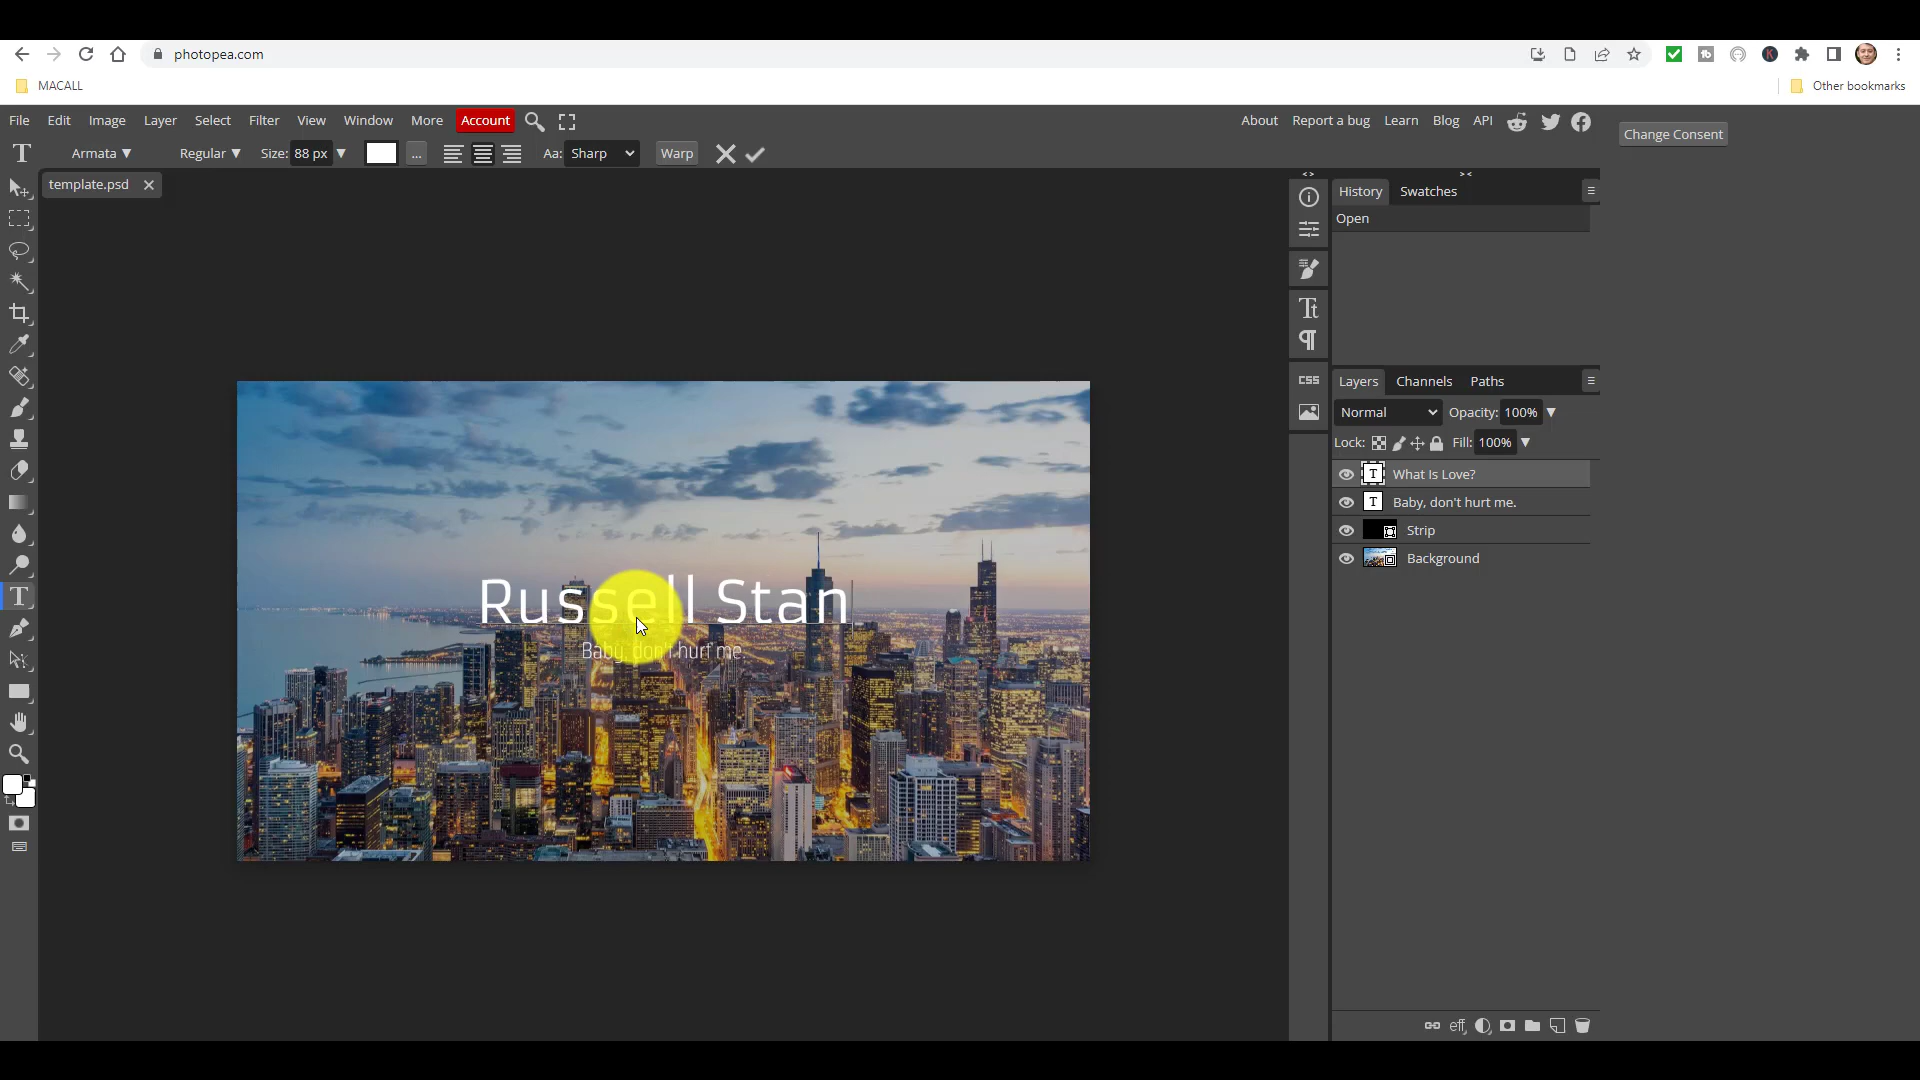 photopea.com
MACALL
Other bookmarks
File Edit Image Layer Select Filter View Window More Account
About Report a bug Learn Blog API
Change Consent
T Armata Regular Size: 88 px ... Aa: Sharp Warp
template.psd
History Swatches
Open
Tt
CSS
Layers Channels Paths
Normal Opacity: 100%
Lock: Fill: 100%
T What Is Love?
T Baby, don't hurt me.
Strip
Background
T
Russell Stan
Baby, don't hurt me.
eff